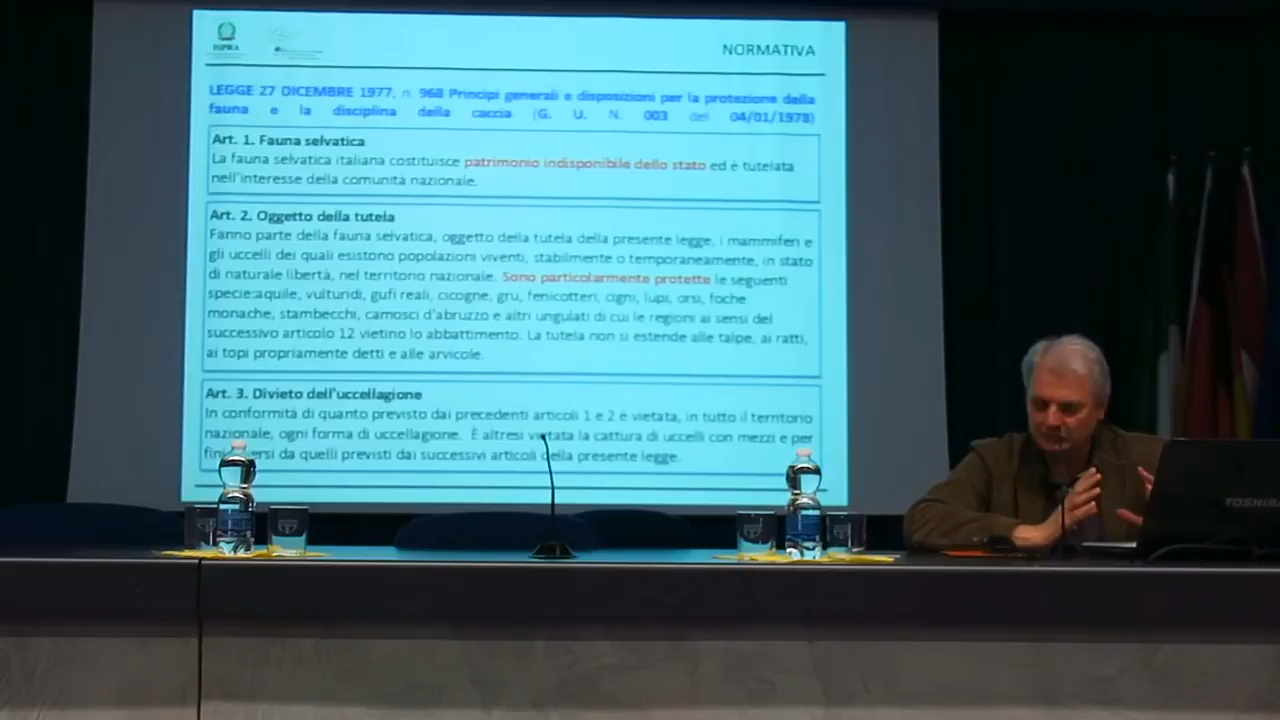 ISPRA
NORMATIVA
LEGGE 27 DICEMBRE 1977, n. 968 Principi generali e disposizioni per la protezione della
fauna e la disciplina della caccia (G. U. N. 003 del 04/01/1978)
Art. 1. Fauna selvatica
La fauna selvatica italiana costituisce patrimonio indisponibile dello stato ed è tutelata
nell'interesse della comunità nazionale.
Art. 2. Oggetto della tutela
Fanno parte della fauna selvatica, oggetto della tutela della presente legge, i mammiferi e
gli uccelli dei quali esistono popolazioni viventi, stabilmente o temporaneamente, in stato
di naturale libertà, nel territorio nazionale. Sono particolarmente protette le seguenti
specie:aquile, vulturidi, gufi reali, cicogne, gru, fenicotteri, cigni, lupi, orsi, foche
monache, stambecchi, camosci d'abruzzo e altri ungulati di cui le regioni ai sensi del
successivo articolo 12 vietino lo abbattimento. La tutela non si estende alle talpe, ai ratti,
ai topi propriamente detti e alle arvicole.
Art. 3. Divieto dell'uccellagione
In conformità di quanto previsto dai precedenti articoli 1 e 2 è vietata, in tutto il territorio
nazionale, ogni forma di uccellagione. È altresì vietata la cattura di uccelli con mezzi e per
da quelli previsti dai successivi articoli della presente legge.
TOSHIBA